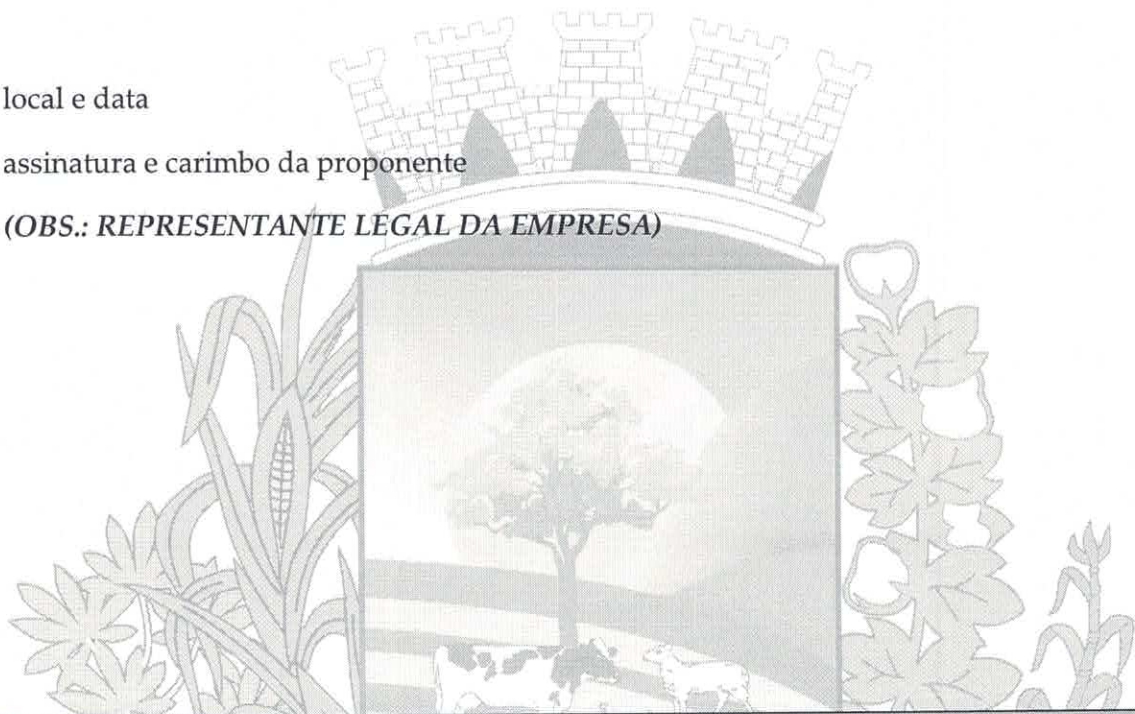 local e data
assinatura e carimbo da proponente
(OBS.: REPRESENTANTE LEGAL DA EMPRESA)